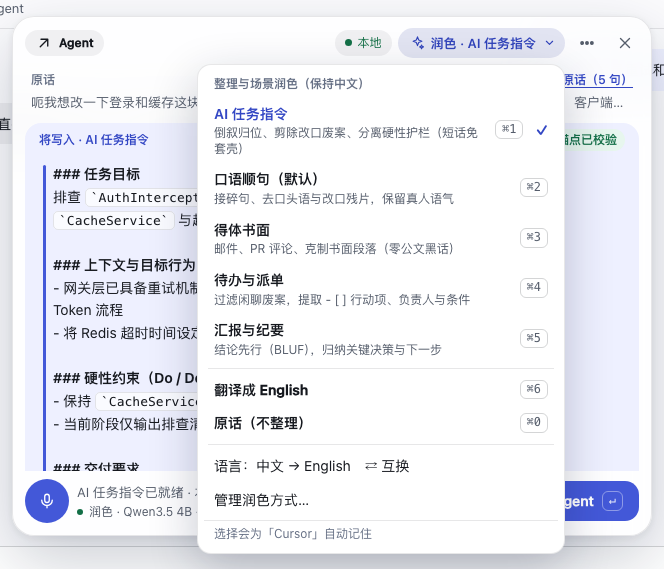 gent
Agent
本地
润色 · AI 任务指令
原话
原话（5 句）
呃我想改一下登录和缓存这块
客户端…
和
直
将写入 · AI 任务指令
点已校验
### 任务目标
排查 `AuthIntercept
`CacheService` 与
### 上下文与目标行为
- 网关层已具备重试机制
Token 流程
- 将 Redis 超时时间设定
### 硬性约束（Do / Do
- 保持 `CacheService
- 当前阶段仅输出排查清
### 交付要求
AI 任务指令已就绪 ·
润色 · Qwen3.5 4B ·
gent
整理与场景润色（保持中文）
AI 任务指令
倒叙归位、剪除改口废案、分离硬性护栏（短话免
套壳）
⌘1
口语顺句（默认）
接碎句、去口头语与改口残片，保留真人语气
⌘2
得体书面
邮件、PR 评论、克制书面段落（零公文黑话）
⌘3
待办与派单
过滤闲聊废案，提取 - [ ] 行动项、负责人与条件
⌘4
汇报与纪要
结论先行（BLUF），归纳关键决策与下一步
⌘5
翻译成 English
⌘6
原话（不整理）
⌘0
语言：中文 → English ⇄ 互换
管理润色方式…
选择会为「Cursor」自动记住